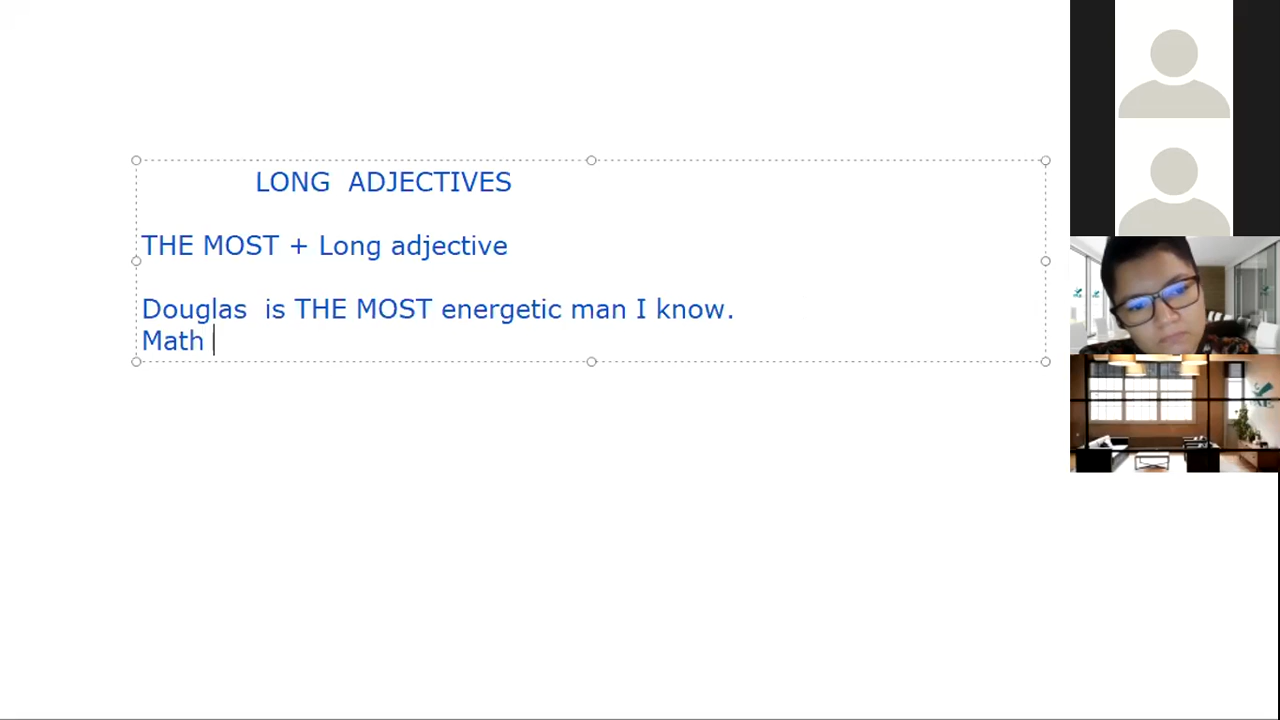 LONG ADJECTIVES
THE MOST + Long adjective
Douglas is THE MOST energetic man I know.
Math